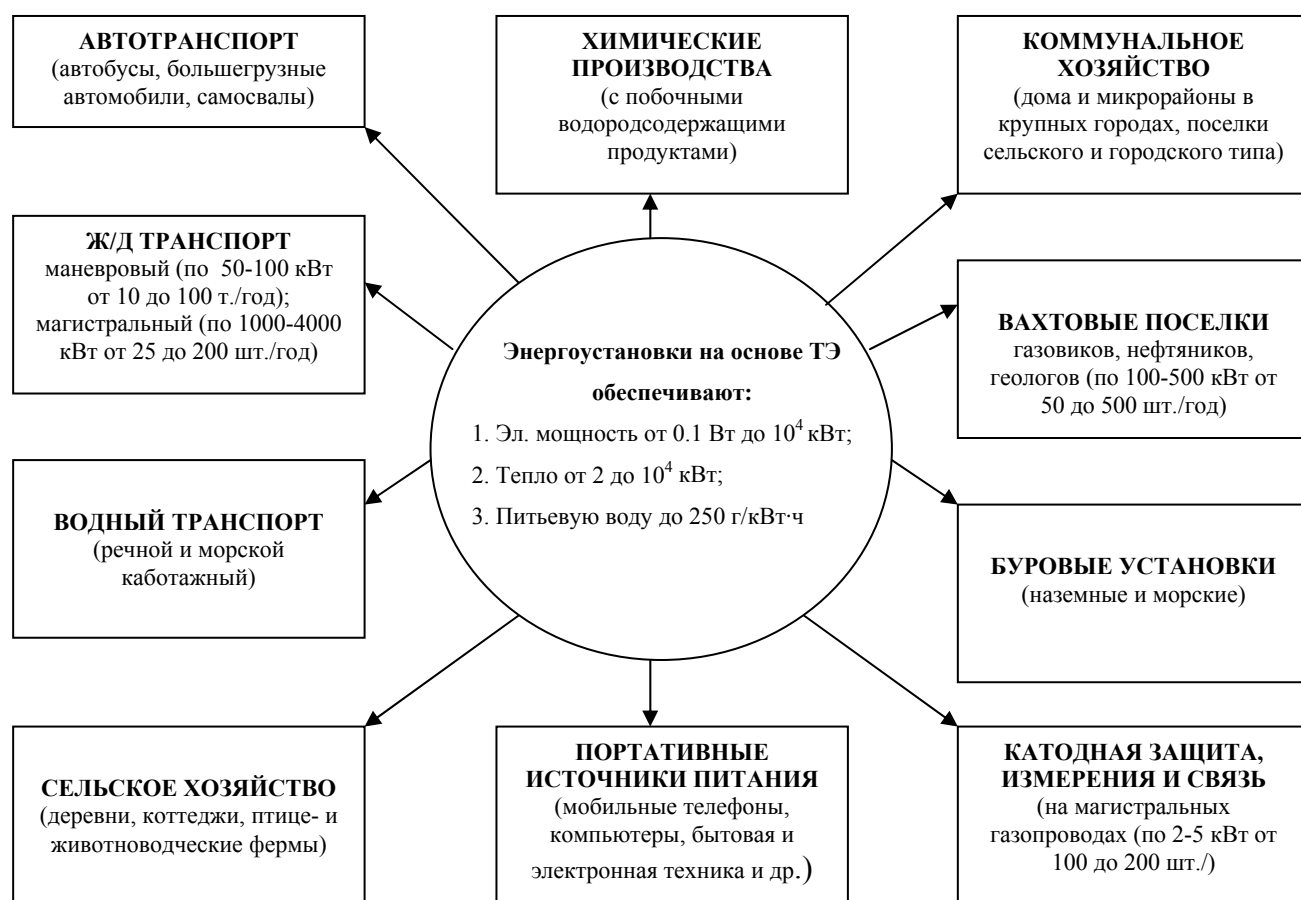 АВТОТРАНСПОРТ
(автобусы, большегрузные
автомобили, самосвалы)
ХИМИЧЕСКИЕ
ПРОИЗВОДСТВА
(с побочными
водородсодержащими
продуктами)
КОММУНАЛЬНОЕ
ХОЗЯЙСТВО
(дома и микрорайоны в
крупных городах, поселки
сельского и городского типа)
Ж/Д ТРАНСПОРТ
маневровый (по 50-100 кВт
от 10 до 100 т./год);
магистральный (по 1000-4000
кВт от 25 до 200 шт./год)
Энергоустановки на основе ТЭ
обеспечивают:
1. Эл. мощность от 0.1 Вт до 10⁴ кВт;
2. Тепло от 2 до 10⁴ кВт;
3. Питьевую воду до 250 г/кВт·ч
ВАХТОВЫЕ ПОСЕЛКИ
газовиков, нефтяников,
геологов (по 100-500 кВт от
50 до 500 шт./год)
ВОДНЫЙ ТРАНСПОРТ
(речной и морской
каботажный)
БУРОВЫЕ УСТАНОВКИ
(наземные и морские)
СЕЛЬСКОЕ ХОЗЯЙСТВО
(деревни, коттеджи, птице- и
животноводческие фермы)
ПОРТАТИВНЫЕ
ИСТОЧНИКИ ПИТАНИЯ
(мобильные телефоны,
компьютеры, бытовая и
электронная техника и др.)
КАТОДНАЯ ЗАЩИТА,
ИЗМЕРЕНИЯ И СВЯЗЬ
(на магистральных
газопроводах (по 2-5 кВт от
100 до 200 шт./)